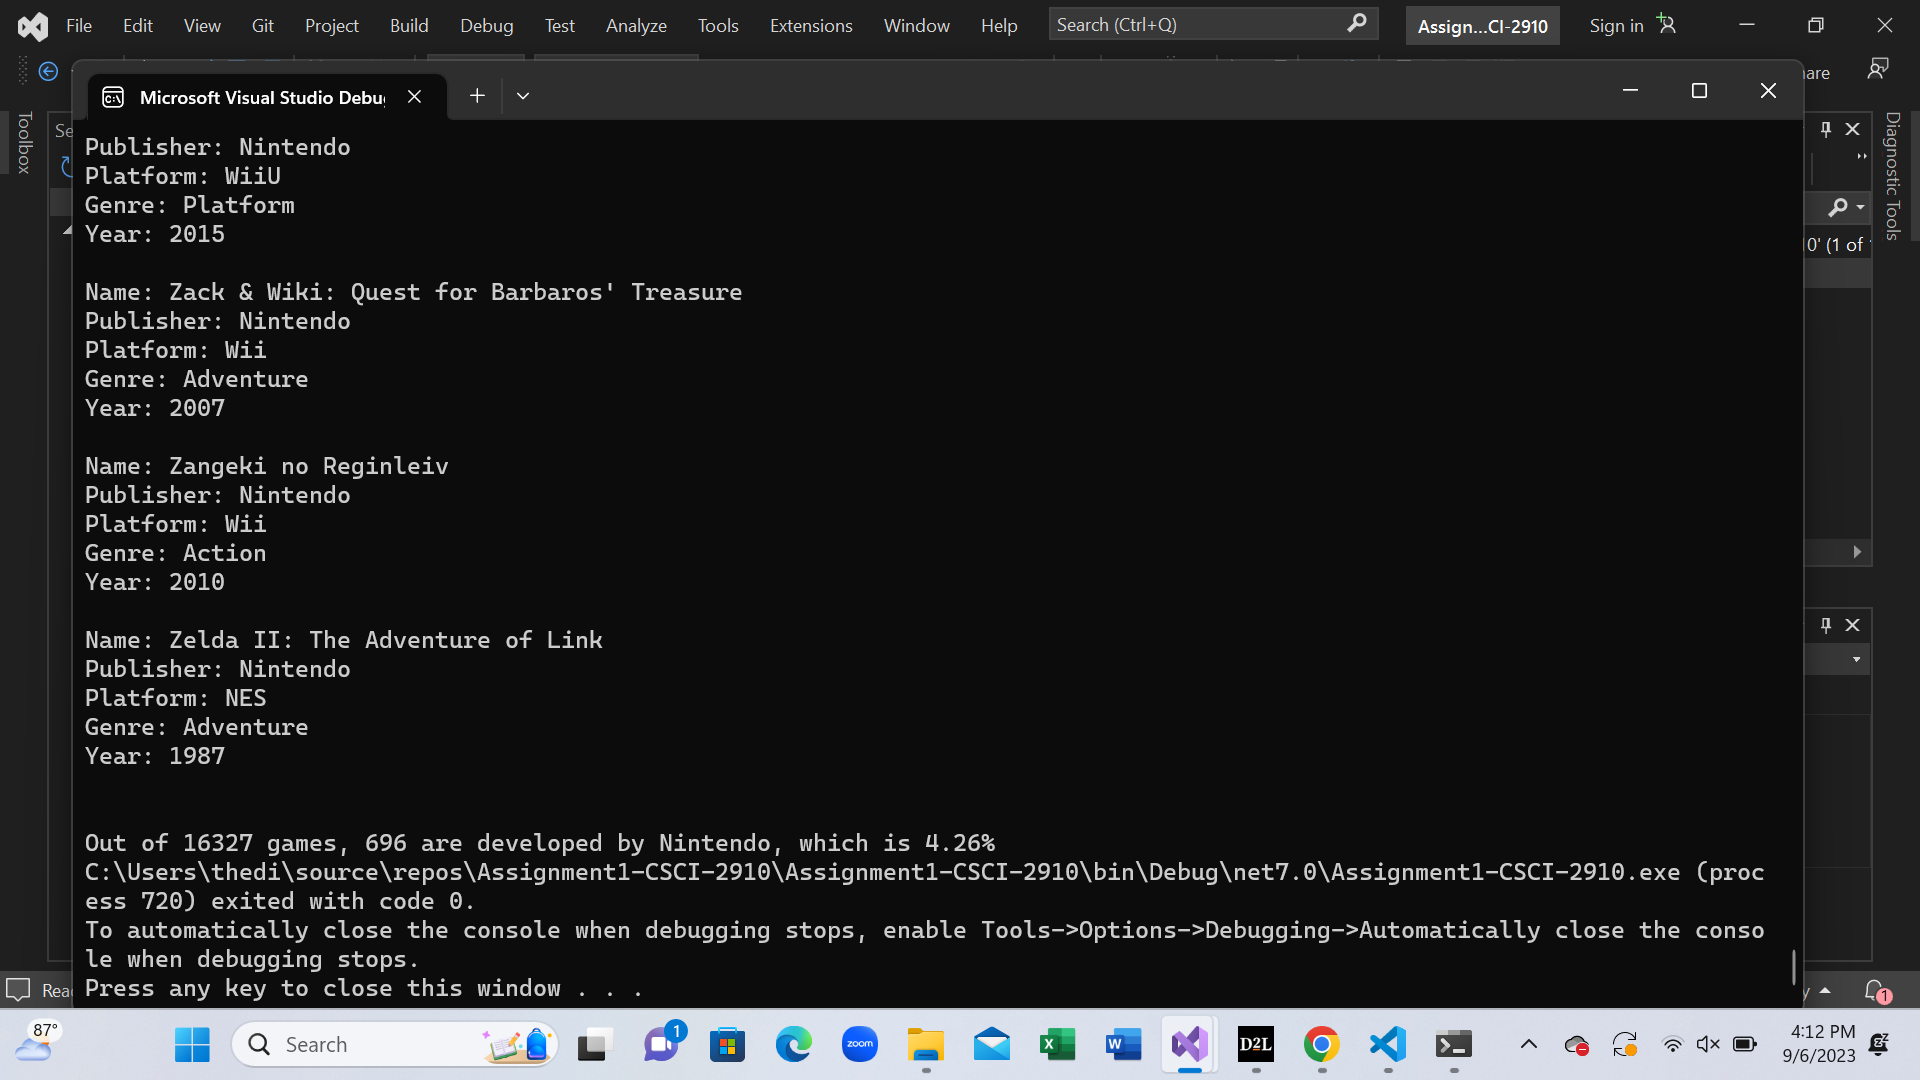 File Edit View Git Project Build Debug Test Analyze Tools Extensions Window Help Search (Ctrl+Q) Assign...CI-2910 Sign in
Microsoft Visual Studio Debu
are
Toolbox
Se
Diagnostic Tools
Publisher: Nintendo
Platform: WiiU
Genre: Platform
Year: 2015
0' (1 of
Name: Zack & Wiki: Quest for Barbaros' Treasure
Publisher: Nintendo
Platform: Wii
Genre: Adventure
Year: 2007
Name: Zangeki no Reginleiv
Publisher: Nintendo
Platform: Wii
Genre: Action
Year: 2010
Name: Zelda II: The Adventure of Link
Publisher: Nintendo
Platform: NES
Genre: Adventure
Year: 1987
Out of 16327 games, 696 are developed by Nintendo, which is 4.26%
C:\Users\thedi\source\repos\Assignment1-CSCI-2910\Assignment1-CSCI-2910\bin\Debug\net7.0\Assignment1-CSCI-2910.exe (proc
ess 720) exited with code 0.
To automatically close the console when debugging stops, enable Tools->Options->Debugging->Automatically close the conso
le when debugging stops.
Press any key to close this window . . .
Rea
y
1
87°
Search
1
zoom
D2L
4:12 PM
9/6/2023